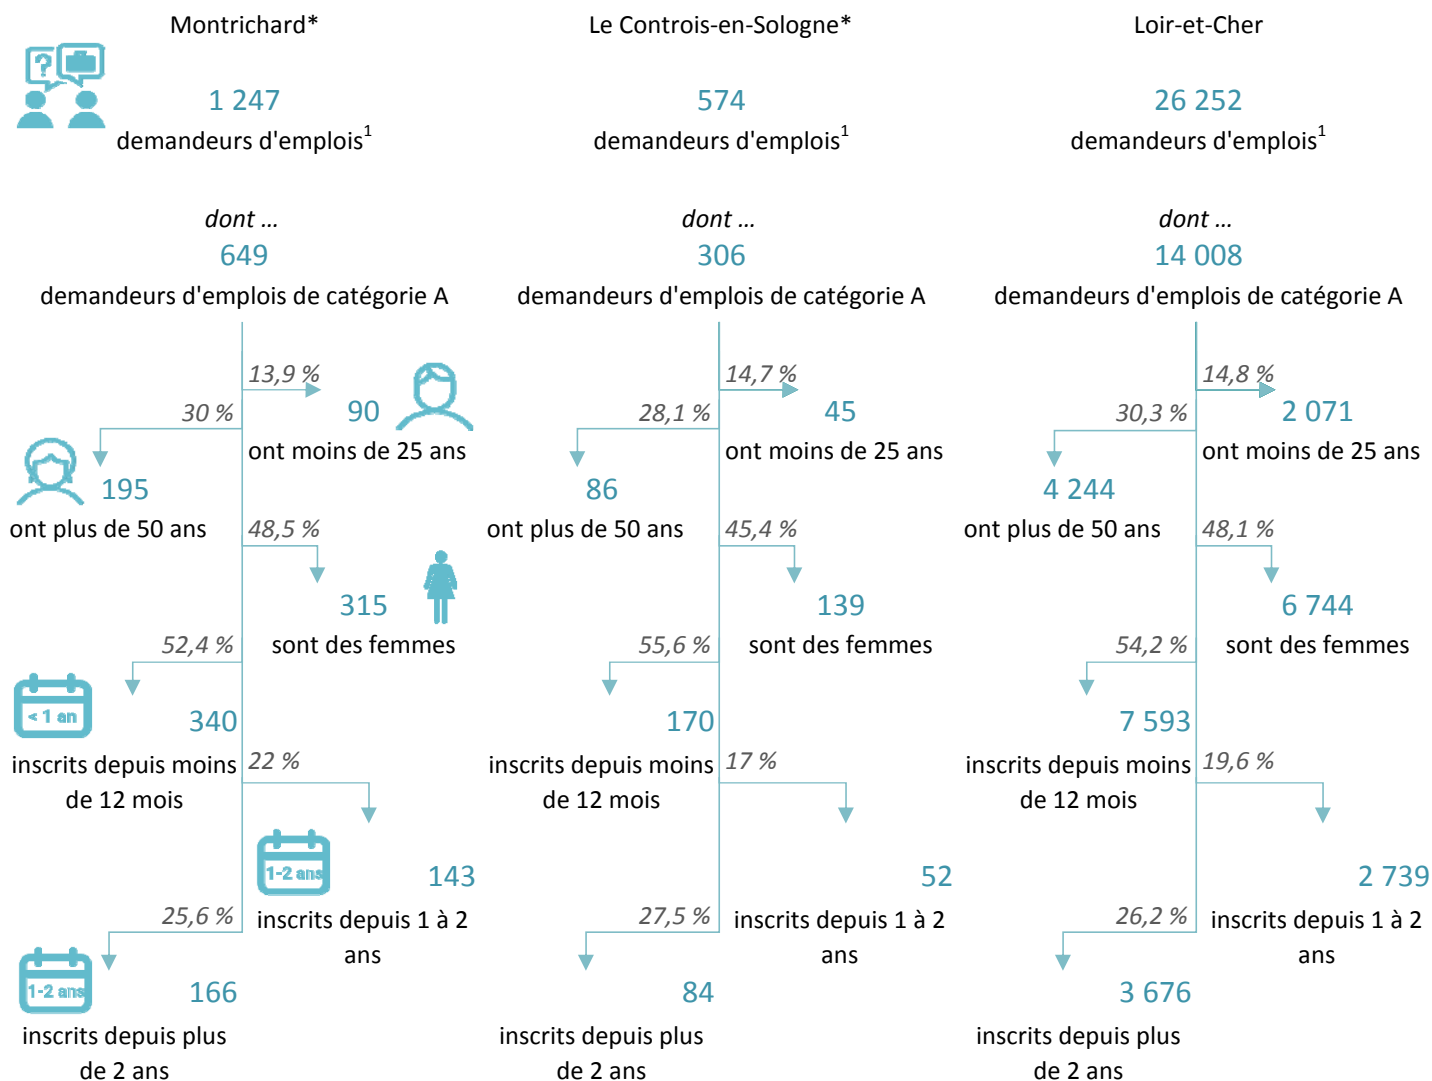 Montrichard*
1 247
demandeurs d'emplois1
dont ...
649
demandeurs d'emplois de catégorie A
13,9 %
90
ont moins de 25 ans
30 %
195
ont plus de 50 ans
48,5 %
315
sont des femmes
52,4 %
< 1 an
340
inscrits depuis moins
de 12 mois
22 %
1-2 ans
143
inscrits depuis 1 à 2
ans
25,6 %
1-2 ans
166
inscrits depuis plus
de 2 ans
Le Controis-en-Sologne*
574
demandeurs d'emplois1
dont ...
306
demandeurs d'emplois de catégorie A
14,7 %
45
ont moins de 25 ans
28,1 %
86
ont plus de 50 ans
45,4 %
139
sont des femmes
55,6 %
170
inscrits depuis moins
de 12 mois
17 %
52
inscrits depuis 1 à 2
ans
27,5 %
84
inscrits depuis plus
de 2 ans
Loir-et-Cher
26 252
demandeurs d'emplois1
dont ...
14 008
demandeurs d'emplois de catégorie A
14,8 %
2 071
ont moins de 25 ans
30,3 %
4 244
ont plus de 50 ans
48,1 %
6 744
sont des femmes
54,2 %
7 593
inscrits depuis moins
de 12 mois
19,6 %
2 739
inscrits depuis 1 à 2
ans
26,2 %
3 676
inscrits depuis plus
de 2 ans
?